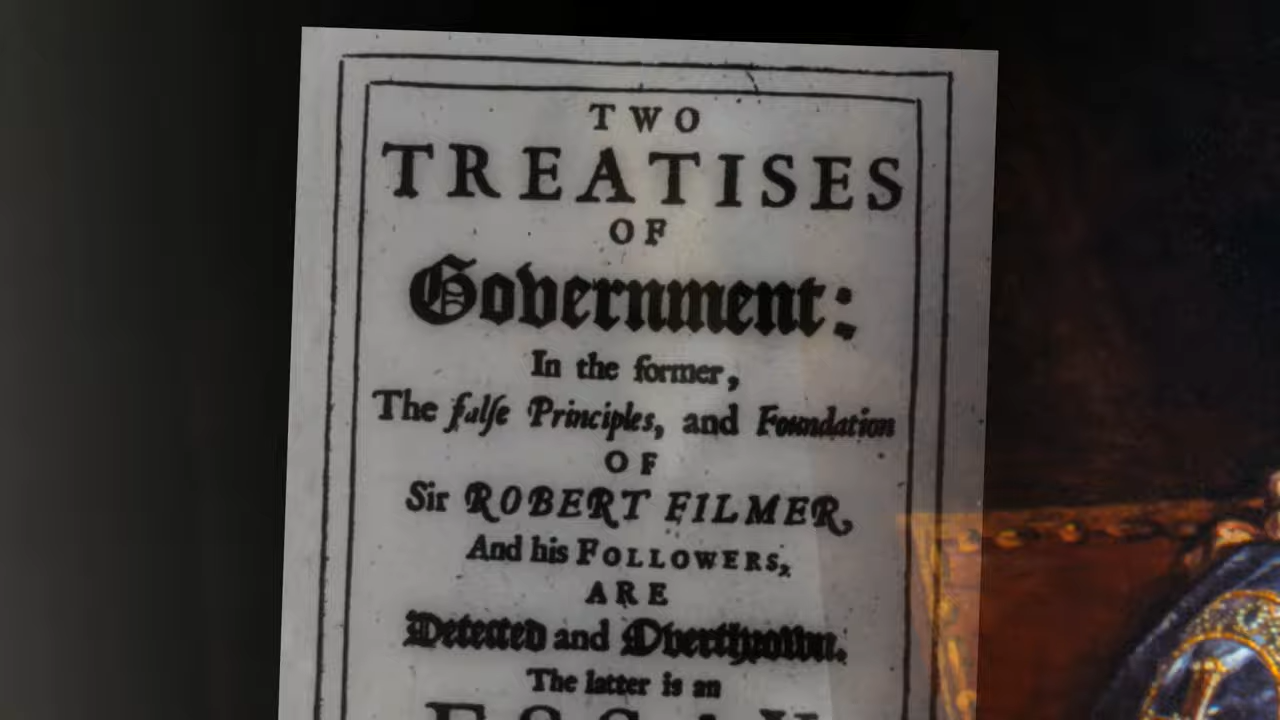 TWO
TREATISES
OF
Government:
In the former,
The false Principles, and Foundation
OF
Sir ROBERT FILMER,
And his FOLLOWERS,
ARE
Detected and Overthrown.
The latter is an
ESSAY